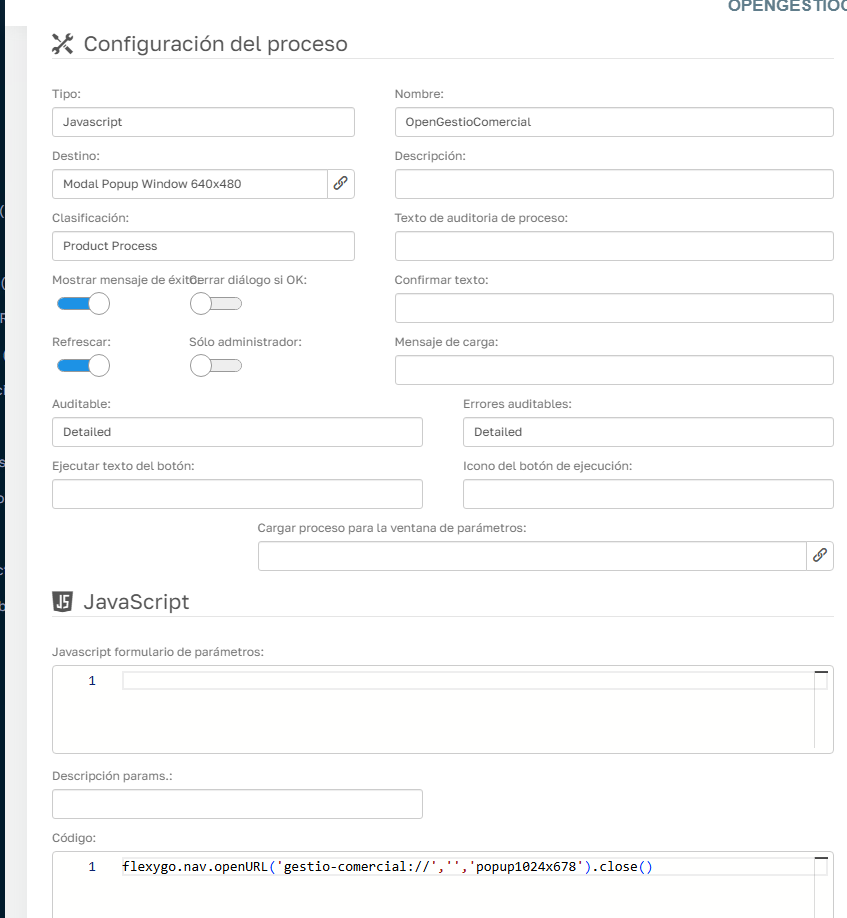 OPENGESTIO
Configuración del proceso
Tipo:
Nombre:
Javascript
OpenGestioComercial
Destino:
Descripción:
Modal Popup Window 640x480
Clasificación:
Texto de auditoria de proceso:
Product Process
Mostrar mensaje de éxito:
Cerrar diálogo si OK:
Confirmar texto:
Refrescar:
Sólo administrador:
Mensaje de carga:
Auditable:
Errores auditables:
Detailed
Detailed
Ejecutar texto del botón:
Icono del botón de ejecución:
Cargar proceso para la ventana de parámetros:
JS JavaScript
Javascript formulario de parámetros:
1
Descripción params.:
Código:
1 flexygo.nav.openURL('gestio-comercial://','','popup1024x678').close()